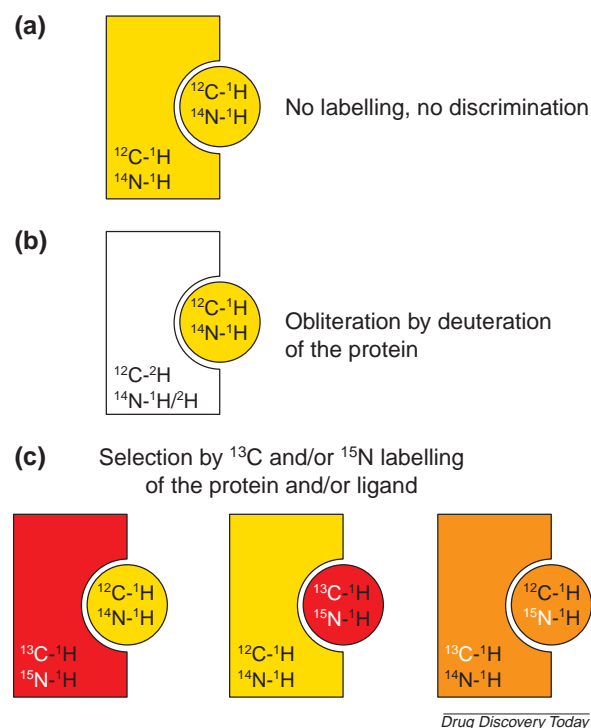 (a)
¹²C-¹H
¹⁴N-¹H
No labelling, no discrimination
¹²C-¹H
¹⁴N-¹H
(b)
¹²C-¹H
¹⁴N-¹H
Obliteration by deuteration
of the protein
¹²C-²H
¹⁴N-¹H/²H
(c)
Selection by ¹³C and/or ¹⁵N labelling
of the protein and/or ligand
¹²C-¹H
¹⁴N-¹H
¹³C-¹H
¹⁵N-¹H
¹³C-¹H
¹⁵N-¹H
¹²C-¹H
¹⁴N-¹H
¹²C-¹H
¹⁵N-¹H
¹³C-¹H
¹⁴N-¹H
Drug Discovery Today